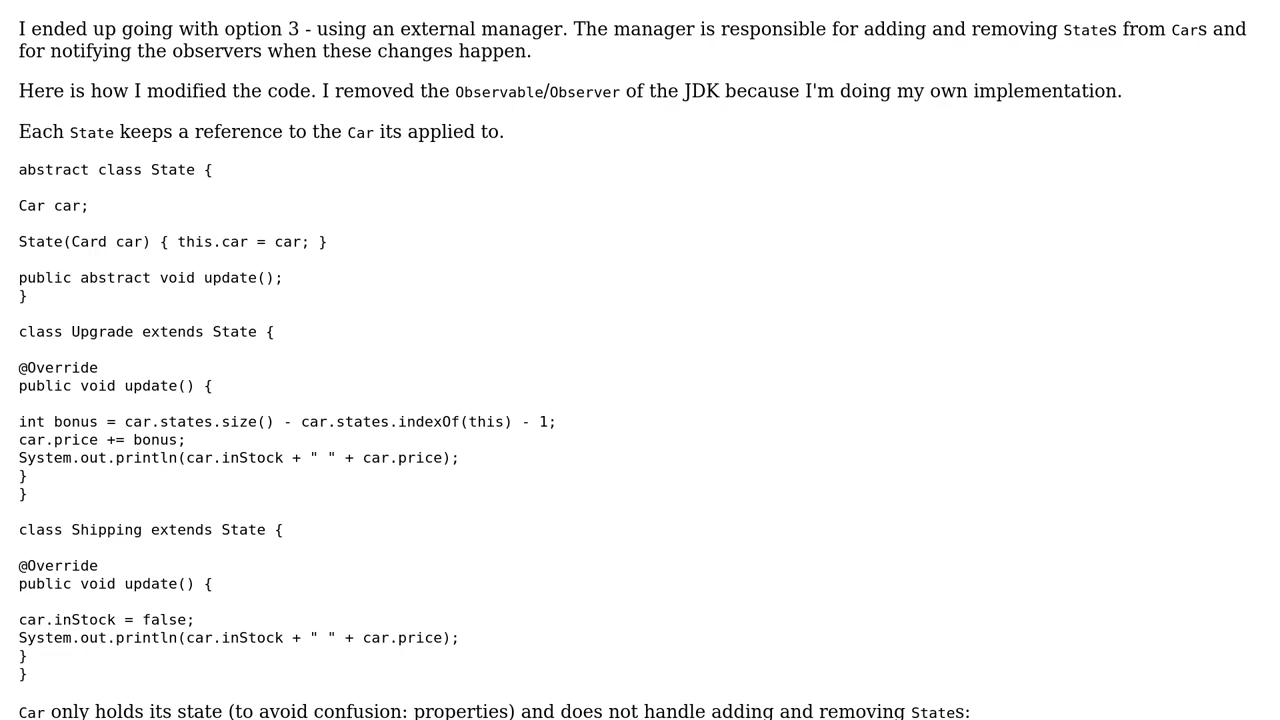 I ended up going with option 3 - using an external manager. The manager is responsible for adding and removing States from Cars and
for notifying the observers when these changes happen.
Here is how I modified the code. I removed the Observable/Observer of the JDK because I'm doing my own implementation.
Each State keeps a reference to the Car its applied to.
abstract class State {
Car car;
State(Card car) { this.car = car; }
public abstract void update();
}
class Upgrade extends State {
@Override
public void update() {
int bonus = car.states.size() - car.states.indexOf(this) - 1;
car.price += bonus;
System.out.println(car.inStock + " " + car.price);
}
}
class Shipping extends State {
@Override
public void update() {
car.inStock = false;
System.out.println(car.inStock + " " + car.price);
}
}
Car only holds its state (to avoid confusion: properties) and does not handle adding and removing States: